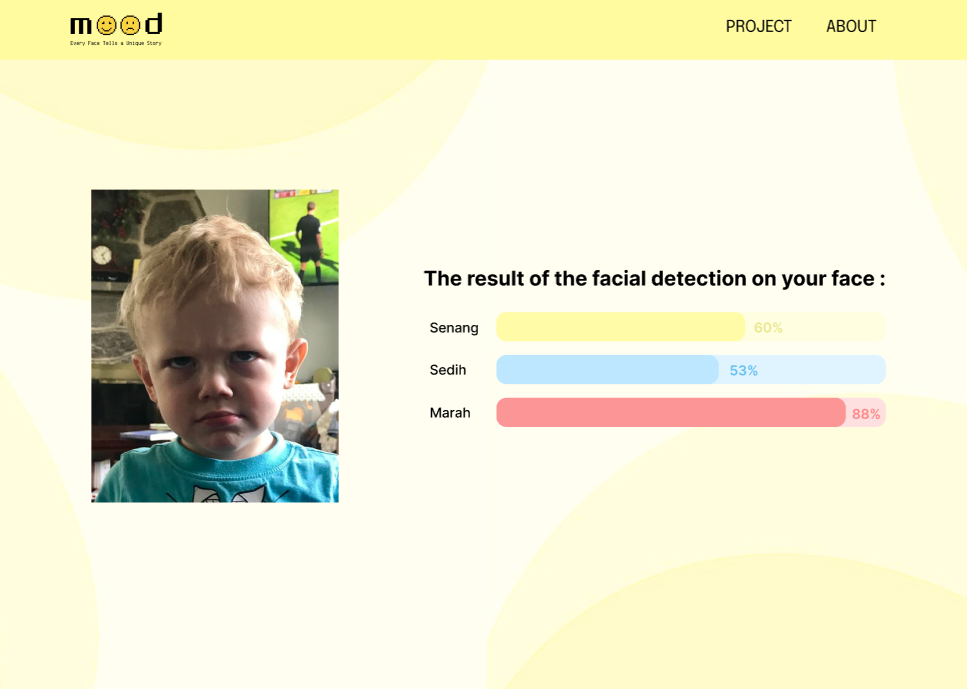 mood
Every Face Tells a Unique Story
PROJECT
ABOUT
The result of the facial detection on your face :
Senang
60%
Sedih
53%
Marah
88%